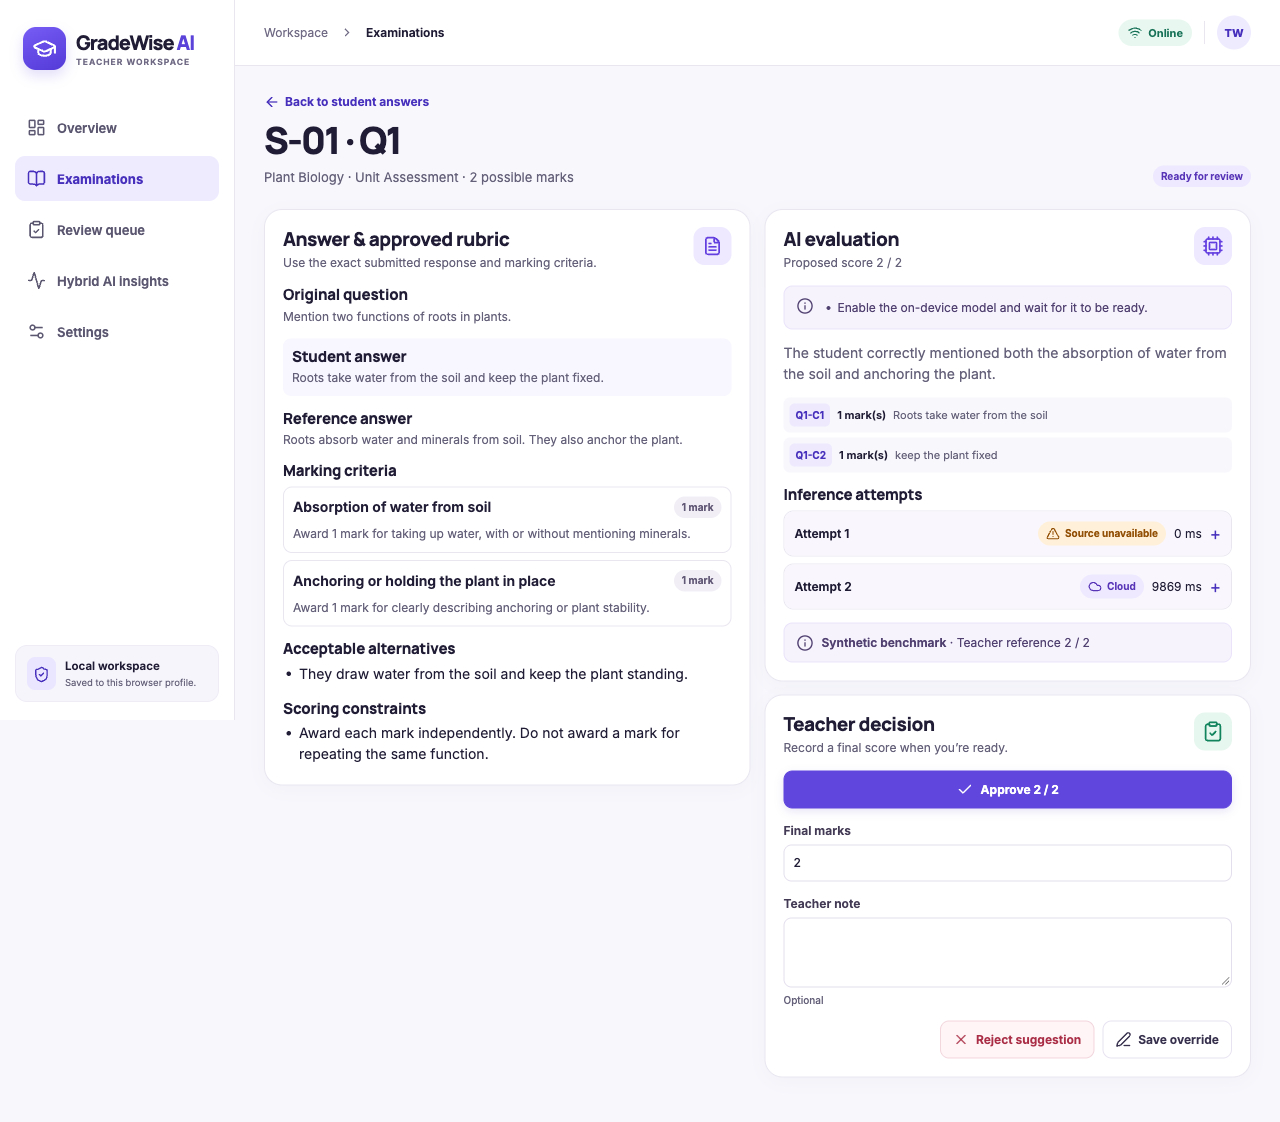 GradeWise AI
TEACHER WORKSPACE
Overview
Examinations
Review queue
Hybrid AI insights
Settings
Local workspace
Saved to this browser profile.
Workspace > Examinations
Online
TW
Back to student answers
S-01 · Q1
Plant Biology · Unit Assessment · 2 possible marks
Ready for review
Answer & approved rubric
Use the exact submitted response and marking criteria.
Original question
Mention two functions of roots in plants.
Student answer
Roots take water from the soil and keep the plant fixed.
Reference answer
Roots absorb water and minerals from soil. They also anchor the plant.
Marking criteria
Absorption of water from soil 1 mark
Award 1 mark for taking up water, with or without mentioning minerals.
Anchoring or holding the plant in place 1 mark
Award 1 mark for clearly describing anchoring or plant stability.
Acceptable alternatives
• They draw water from the soil and keep the plant standing.
Scoring constraints
• Award each mark independently. Do not award a mark for
repeating the same function.
AI evaluation
Proposed score 2 / 2
• Enable the on-device model and wait for it to be ready.
The student correctly mentioned both the absorption of water from
the soil and anchoring the plant.
Q1-C1 1 mark(s) Roots take water from the soil
Q1-C2 1 mark(s) keep the plant fixed
Inference attempts
Attempt 1 Source unavailable 0 ms +
Attempt 2 Cloud 9869 ms +
Synthetic benchmark · Teacher reference 2 / 2
Teacher decision
Record a final score when you’re ready.
Approve 2 / 2
Final marks
2
Teacher note
Optional
Reject suggestion
Save override